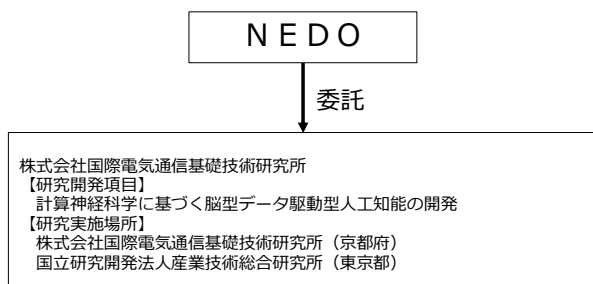 ＮＥＤＯ
委託
株式会社国際電気通信基礎技術研究所
【研究開発項目】
計算神経科学に基づく脳型データ駆動型人工知能の開発
【研究実施場所】
株式会社国際電気通信基礎技術研究所（京都府）
国立研究開発法人産業技術総合研究所（東京都）